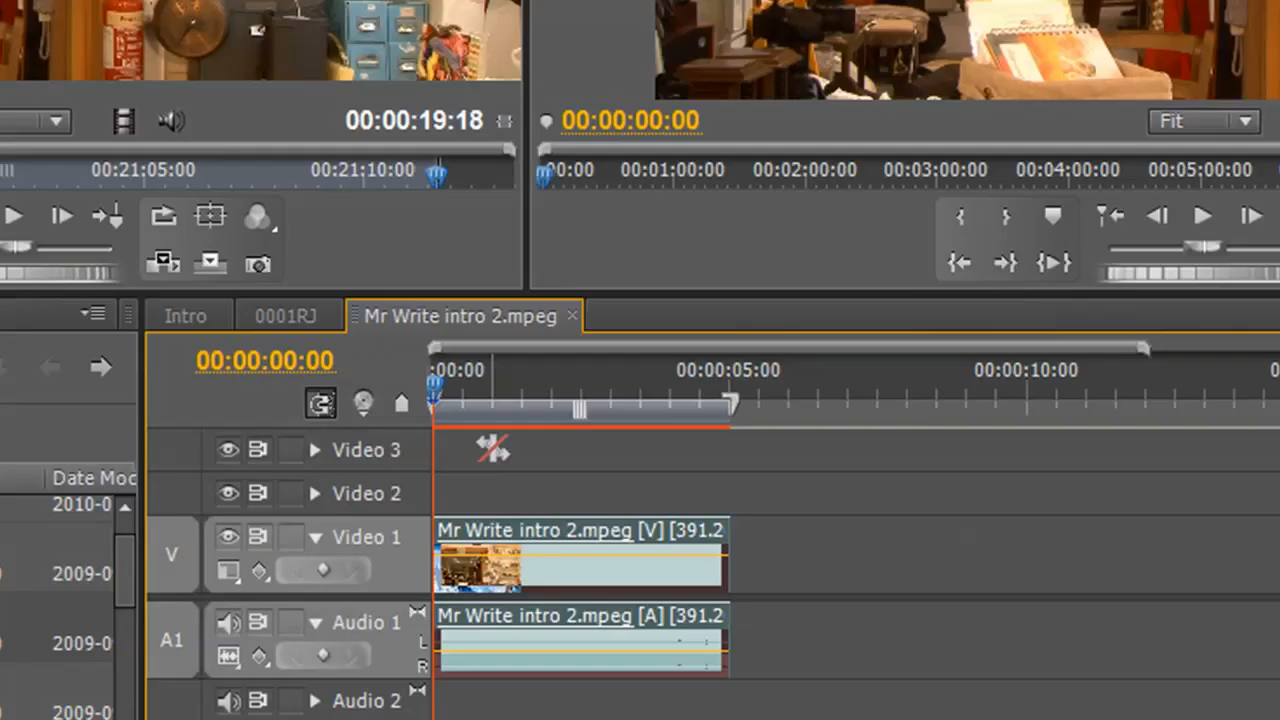 00:00:19:18
00:00:00:00
Fit
00:21:05:00 00:21:10:00
00:00 00:01:00:00 00:02:00:00 00:03:00:00 00:04:00:00 00:05:00:00
Intro 0001RJ Mr Write intro 2.mpeg
00:00:00:00
:00:00 00:00:05:00 00:00:10:00 0
Video 3
Date Mod
2010-0
Video 2
Mr Write intro 2.mpeg [V] [391.2
V Video 1
2009-0
Mr Write intro 2.mpeg [A] [391.2
A1 Audio 1
L
2009-0
R
Audio 2
2009-0